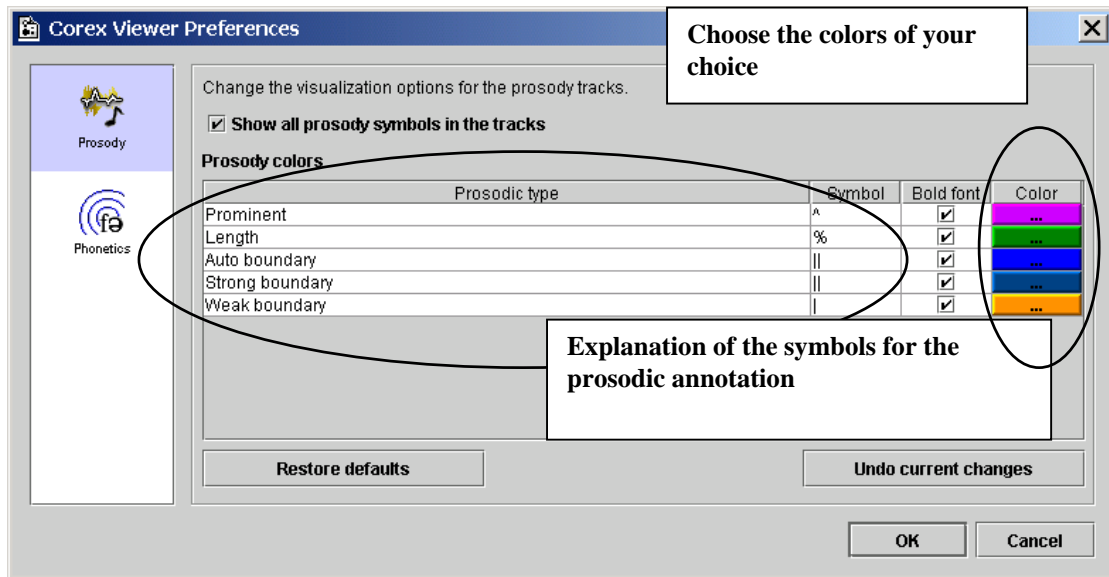 Corex Viewer Preferences
Choose the colors of your
choice
Prosody
Phonetics
Change the visualization options for the prosody tracks.
Show all prosody symbols in the tracks
Prosody colors
Prosodic type Symbol Bold font Color
Prominent ^ ...
Length % ...
Auto boundary || ...
Strong boundary || ...
Weak boundary | ...
Explanation of the symbols for the
prosodic annotation
Restore defaults Undo current changes
OK Cancel